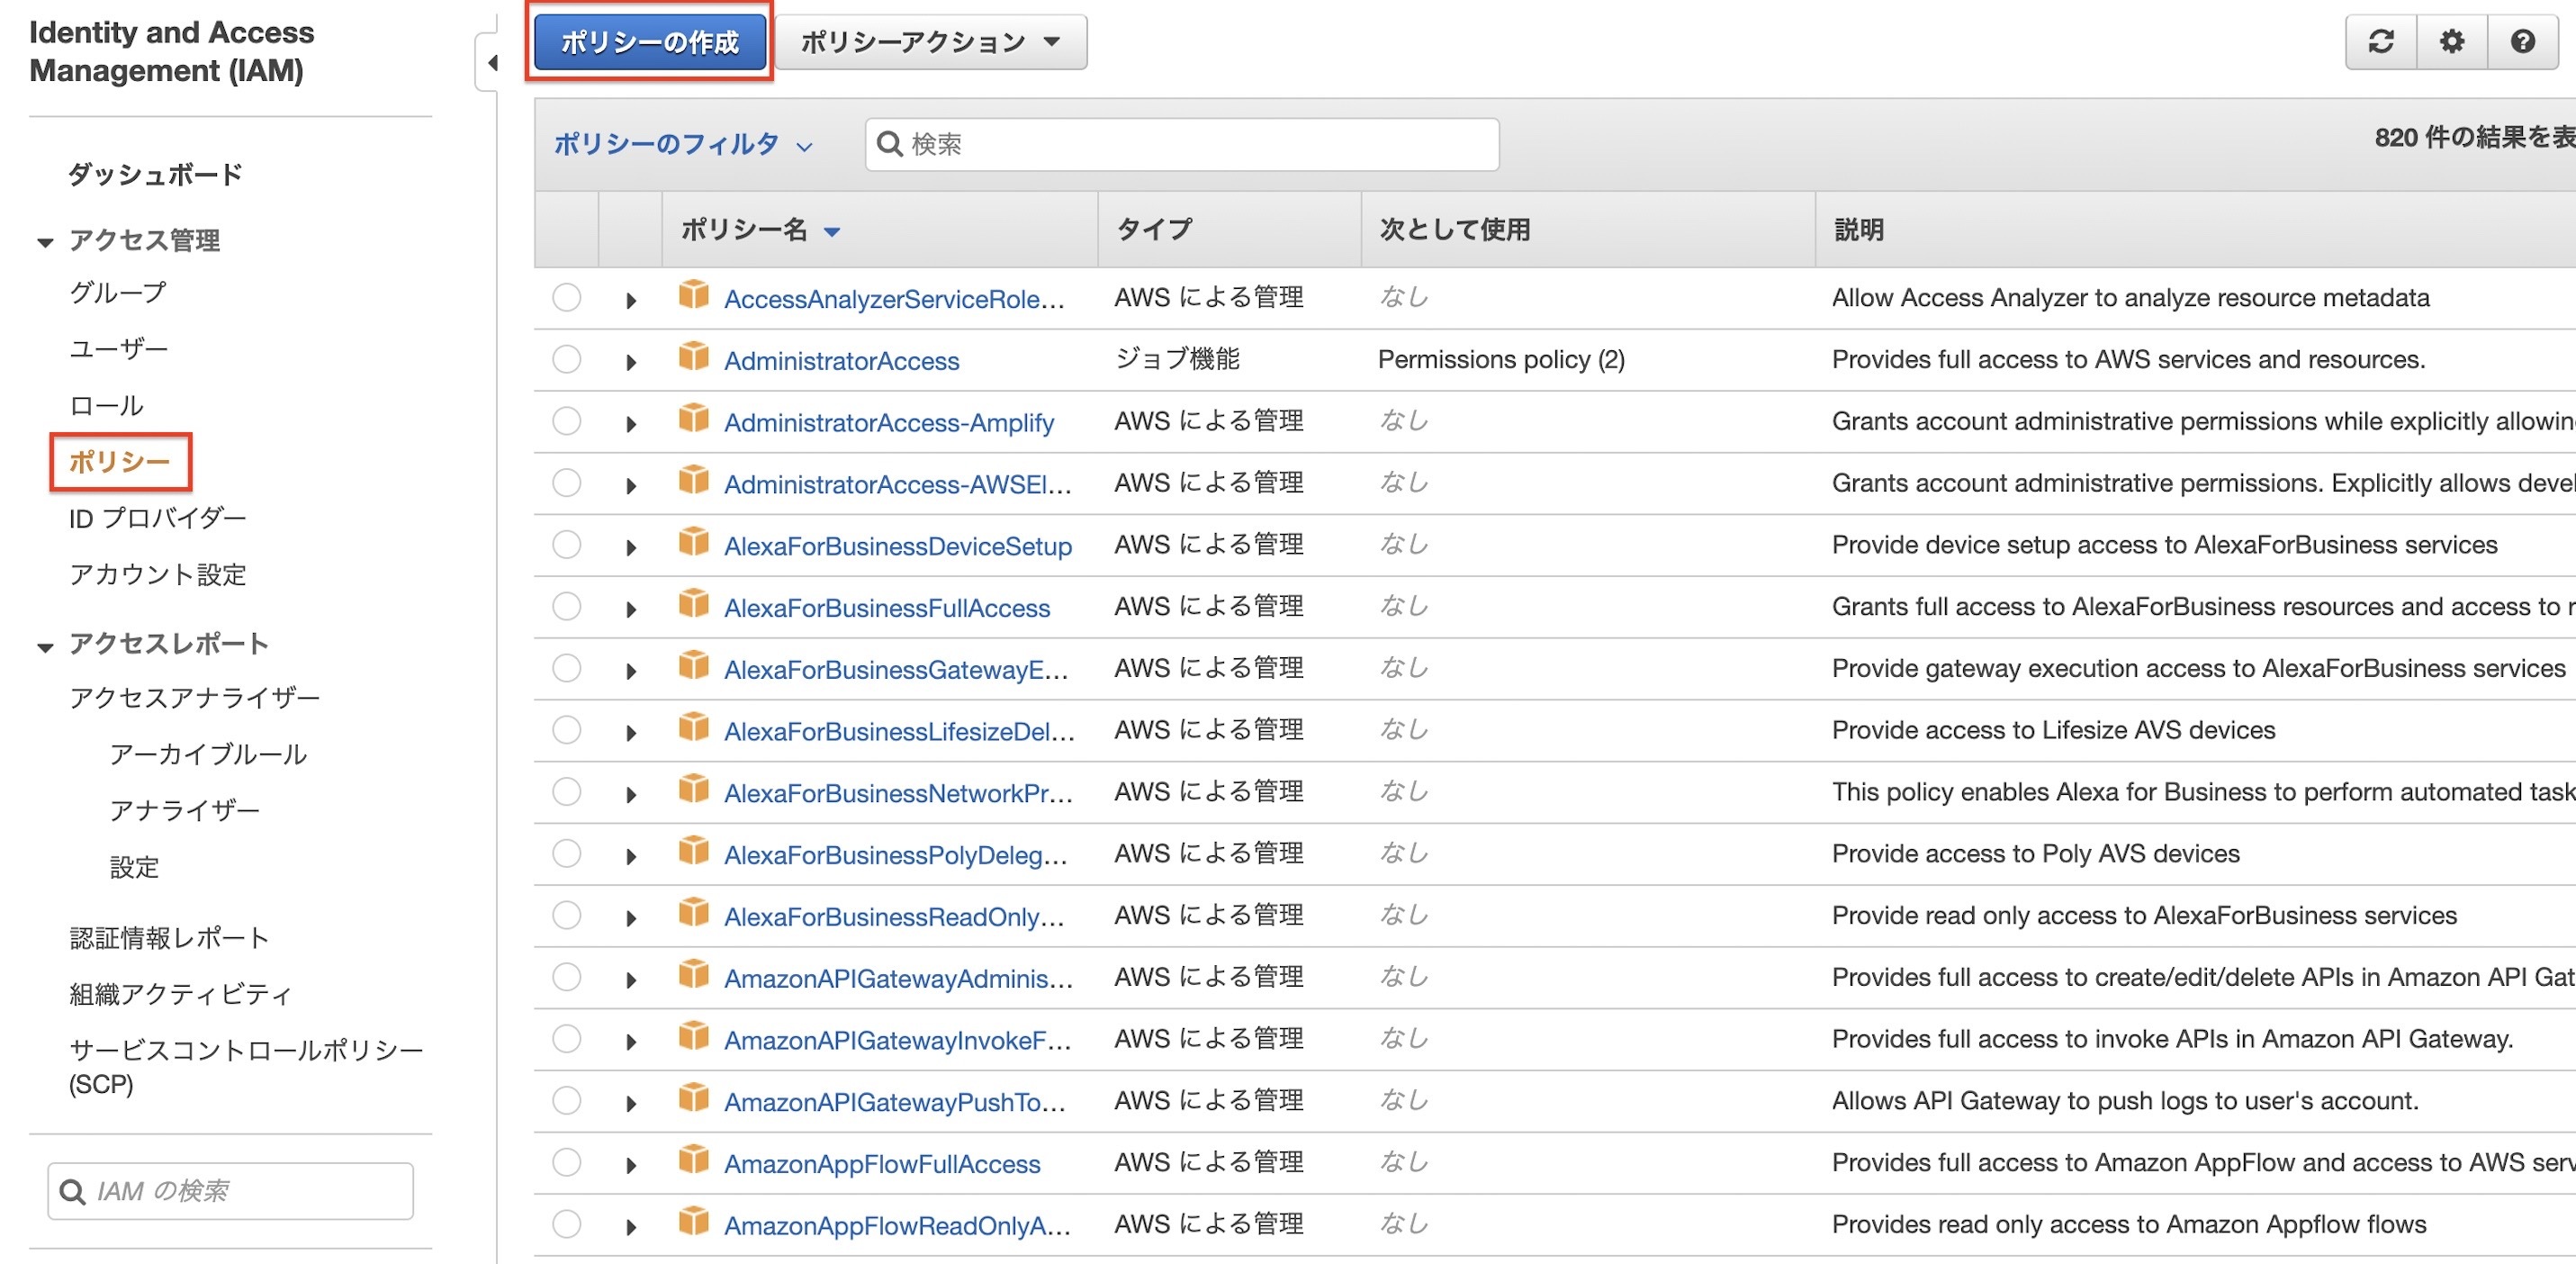 Identity and Access
Management (IAM)
ダッシュボード
アクセス管理
グループ
ユーザー
ロール
ポリシー
ID プロバイダー
アカウント設定
アクセスレポート
アクセスアナライザー
アーカイブルール
アナライザー
設定
認証情報レポート
組織アクティビティ
サービスコントロールポリシー
(SCP)
IAM の検索
ポリシーの作成 ポリシーアクション
ポリシーのフィルタ 検索 820 件の結果を表
ポリシー名 タイプ 次として使用 説明
AccessAnalyzerServiceRole... AWS による管理 なし Allow Access Analyzer to analyze resource metadata
AdministratorAccess ジョブ機能 Permissions policy (2) Provides full access to AWS services and resources.
AdministratorAccess-Amplify AWS による管理 なし Grants account administrative permissions while explicitly allowin
AdministratorAccess-AWSEl... AWS による管理 なし Grants account administrative permissions. Explicitly allows devel
AlexaForBusinessDeviceSetup AWS による管理 なし Provide device setup access to AlexaForBusiness services
AlexaForBusinessFullAccess AWS による管理 なし Grants full access to AlexaForBusiness resources and access to r
AlexaForBusinessGatewayE... AWS による管理 なし Provide gateway execution access to AlexaForBusiness services
AlexaForBusinessLifesizeDel... AWS による管理 なし Provide access to Lifesize AVS devices
AlexaForBusinessNetworkPr... AWS による管理 なし This policy enables Alexa for Business to perform automated task
AlexaForBusinessPolyDeleg... AWS による管理 なし Provide access to Poly AVS devices
AlexaForBusinessReadOnly... AWS による管理 なし Provide read only access to AlexaForBusiness services
AmazonAPIGatewayAdminis... AWS による管理 なし Provides full access to create/edit/delete APIs in Amazon API Gat
AmazonAPIGatewayInvokeF... AWS による管理 なし Provides full access to invoke APIs in Amazon API Gateway.
AmazonAPIGatewayPushTo... AWS による管理 なし Allows API Gateway to push logs to user's account.
AmazonAppFlowFullAccess AWS による管理 なし Provides full access to Amazon AppFlow and access to AWS serv
AmazonAppFlowReadOnlyA... AWS による管理 なし Provides read only access to Amazon Appflow flows